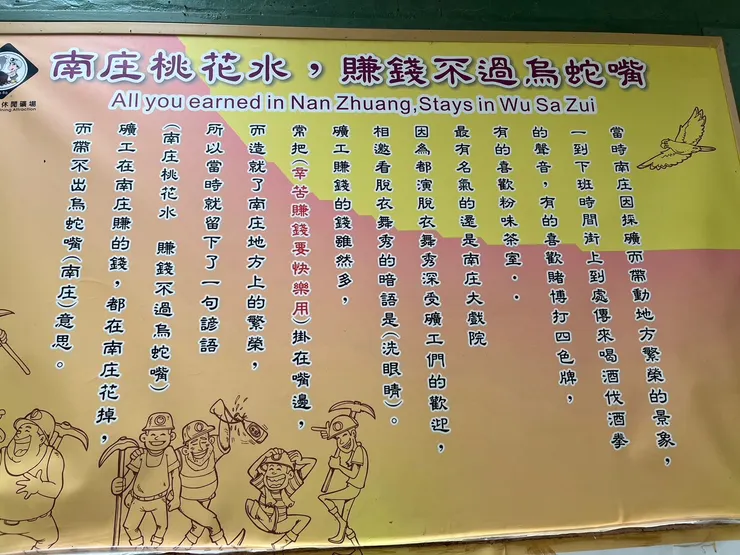 南庄桃花水，賺錢不過烏蛇嘴
All you earned in Nan Zhuang,Stays in Wu Sa Zui
當時南庄因採礦而帶動地方繁榮的景象，
一到下班時間街上到處傳來喝酒伐酒拳
的聲音，有的喜歡賭博打四色牌，
有的喜歡粉味茶室．．
最有名氣的還是南庄大戲院
因為都演脫衣舞秀深受礦工們的歡迎，
相邀看脫衣舞秀的暗語是(洗眼睛)。
礦工賺錢的錢雖然多，
常把(辛苦賺錢要快樂用)掛在嘴邊，
而造就了南庄地方上的繁榮，
所以當時就留下了一句諺語
(南庄桃花水　賺錢不過烏蛇嘴)
礦工在南庄賺的錢，都在南庄花掉，
而帶不出烏蛇嘴(南庄)意思。
休閒礦場